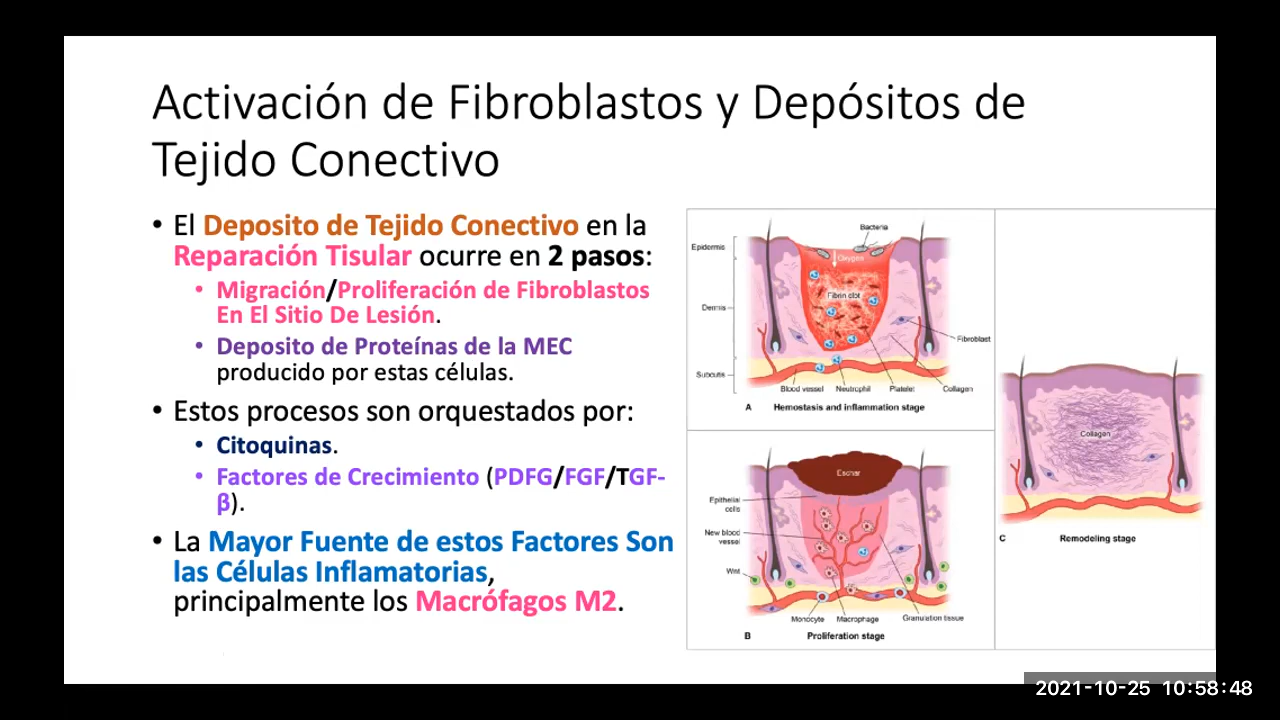 Activación de Fibroblastos y Depósitos de
Tejido Conectivo
• El Deposito de Tejido Conectivo en la
Reparación Tisular ocurre en 2 pasos:
• Migración/Proliferación de Fibroblastos
En El Sitio De Lesión.
• Deposito de Proteínas de la MEC
producido por estas células.
• Estos procesos son orquestados por:
• Citoquinas.
• Factores de Crecimiento (PDFG/FGF/TGF-
β).
• La Mayor Fuente de estos Factores Son
las Células Inflamatorias,
principalmente los Macrófagos M2.
Bacteria
Epidermis
Oxygen
Fibrin clot
Dermis
Fibroblast
Subcutis
Blood vessel Neutrophil Platelet Collagen
A Hemostasis and inflammation stage
Eschar
Epithelial
cells
New blood
vessel
Wnt
Monocyte Macrophage Granulation tissue
B Proliferation stage
Collagen
C Remodeling stage
2021-10-25 10:58:48